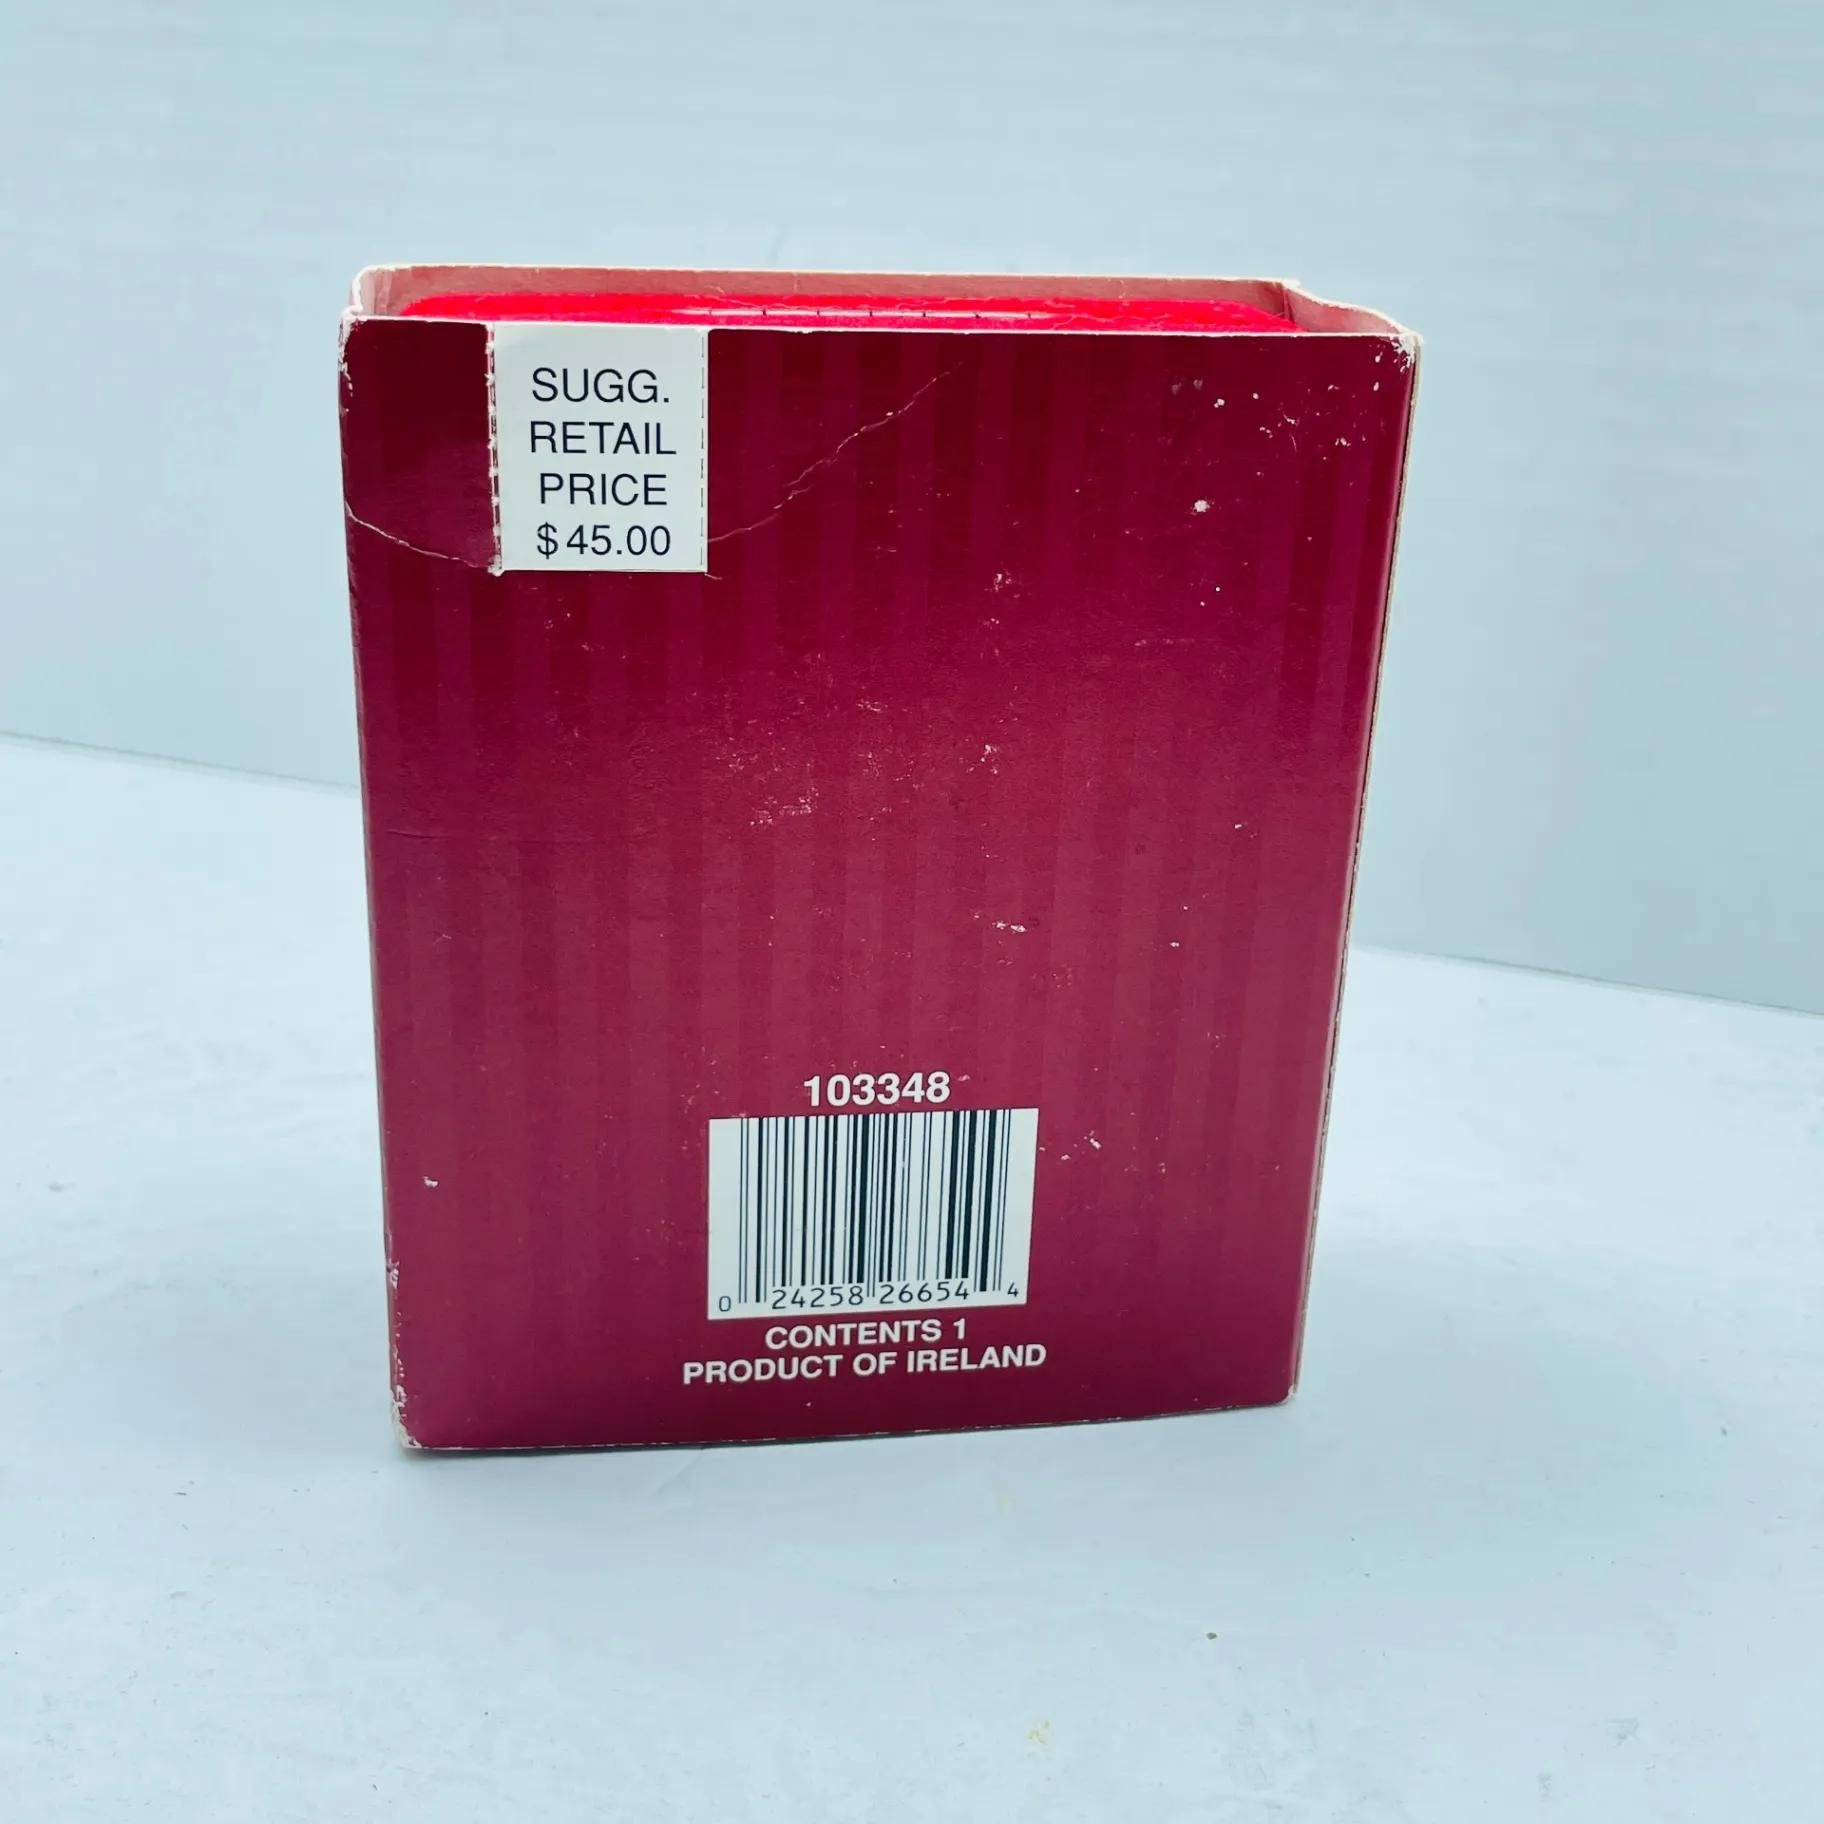 SUGG.
RETAIL
PRICE
$45.00
103348
0 24258 26654 4
CONTENTS 1
PRODUCT OF IRELAND